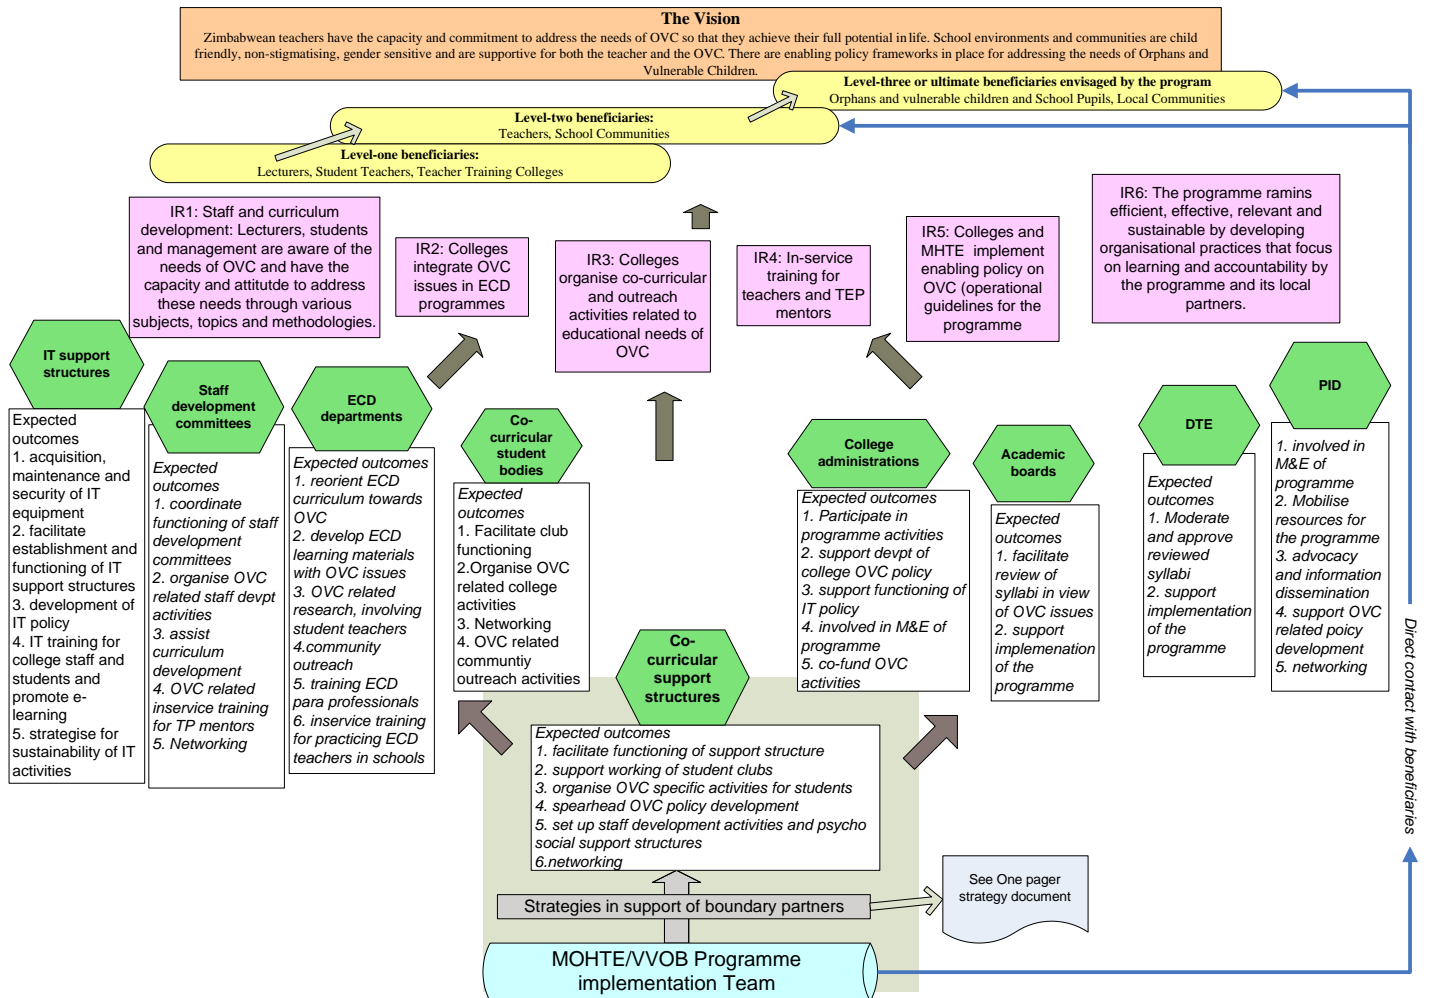 The Vision
Zimbabwean teachers have the capacity and commitment to address the needs of OVC so that they achieve their full potential in life. School environments and communities are child
friendly, non-stigmatising, gender sensitive and are supportive for both the teacher and the OVC. There are enabling policy frameworks in place for addressing the needs of Orphans and
Vulnerable Children.
Level-three or ultimate beneficiaries envisaged by the program
Orphans and vulnerable children and School Pupils, Local Communities
Level-two beneficiaries:
Teachers, School Communities
Level-one beneficiaries:
Lecturers, Student Teachers, Teacher Training Colleges
IR1: Staff and curriculum
development: Lecturers, students
and management are aware of the
needs of OVC and have the
capacity and attitutde to address
these needs through various
subjects, topics and methodologies.
IR2: Colleges
integrate OVC
issues in ECD
programmes
IR3: Colleges
organise co-curricular
and outreach
activities related to
educational needs of
OVC
IR4: In-service
training for
teachers and TEP
mentors
IR5: Colleges and
MHTE implement
enabling policy on
OVC (operational
guidelines for the
programme
IR6: The programme ramins
efficient, effective, relevant and
sustainable by developing
organisational practices that focus
on learning and accountability by
the programme and its local
partners.
IT support
structures
Expected
outcomes
1. acquisition,
maintenance and
security of IT
equipment
2. facilitate
establishment and
functioning of IT
support structures
3. development of
IT policy
4. IT training for
college staff and
students and
promote e-
learning
5. strategise for
sustainability of IT
activities
Staff
development
committees
Expected
outcomes
1. coordinate
functioning of staff
development
committees
2. organise OVC
related staff devpt
activities
3. assist
curriculum
development
4. OVC related
inservice training
for TP mentors
5. Networking
ECD
departments
Expected outcomes
1. reorient ECD
curriculum towards
OVC
2. develop ECD
learning materials
with OVC issues
3. OVC related
research, involving
student teachers
4.community
outreach
5. training ECD
para professionals
6. inservice training
for practicing ECD
teachers in schools
Co-
curricular
student
bodies
Expected
outcomes
1. Facilitate club
functioning
2.Organise OVC
related college
activities
3. Networking
4. OVC related
communtiy
outreach activities
Co-
curricular
support
structures
Expected outcomes
1. facilitate functioning of support structure
2. support working of student clubs
3. organise OVC specific activities for students
4. spearhead OVC policy development
5. set up staff development activities and psycho
social support structures
6.networking
College
administrations
Expected outcomes
1. Participate in
programme activities
2. support devpt of
college OVC policy
3. support functioning of
IT policy
4. involved in M&E of
programme
5. co-fund OVC
activities
Academic
boards
Expected
outcomes
1. facilitate
review of
syllabi in view
of OVC issues
2. support
implemenation
of the
programme
DTE
Expected
outcomes
1. Moderate
and approve
reviewed
syllabi
2. support
implementation
of the
programme
PID
1. involved in
M&E of
programme
2. Mobilise
resources for
the programme
3. advocacy
and information
dissemination
4. support OVC
related poicy
development
5. networking
Direct contact with beneficiaries
See One pager
strategy document
Strategies in support of boundary partners
MOHTE/VVOB Programme
implementation Team